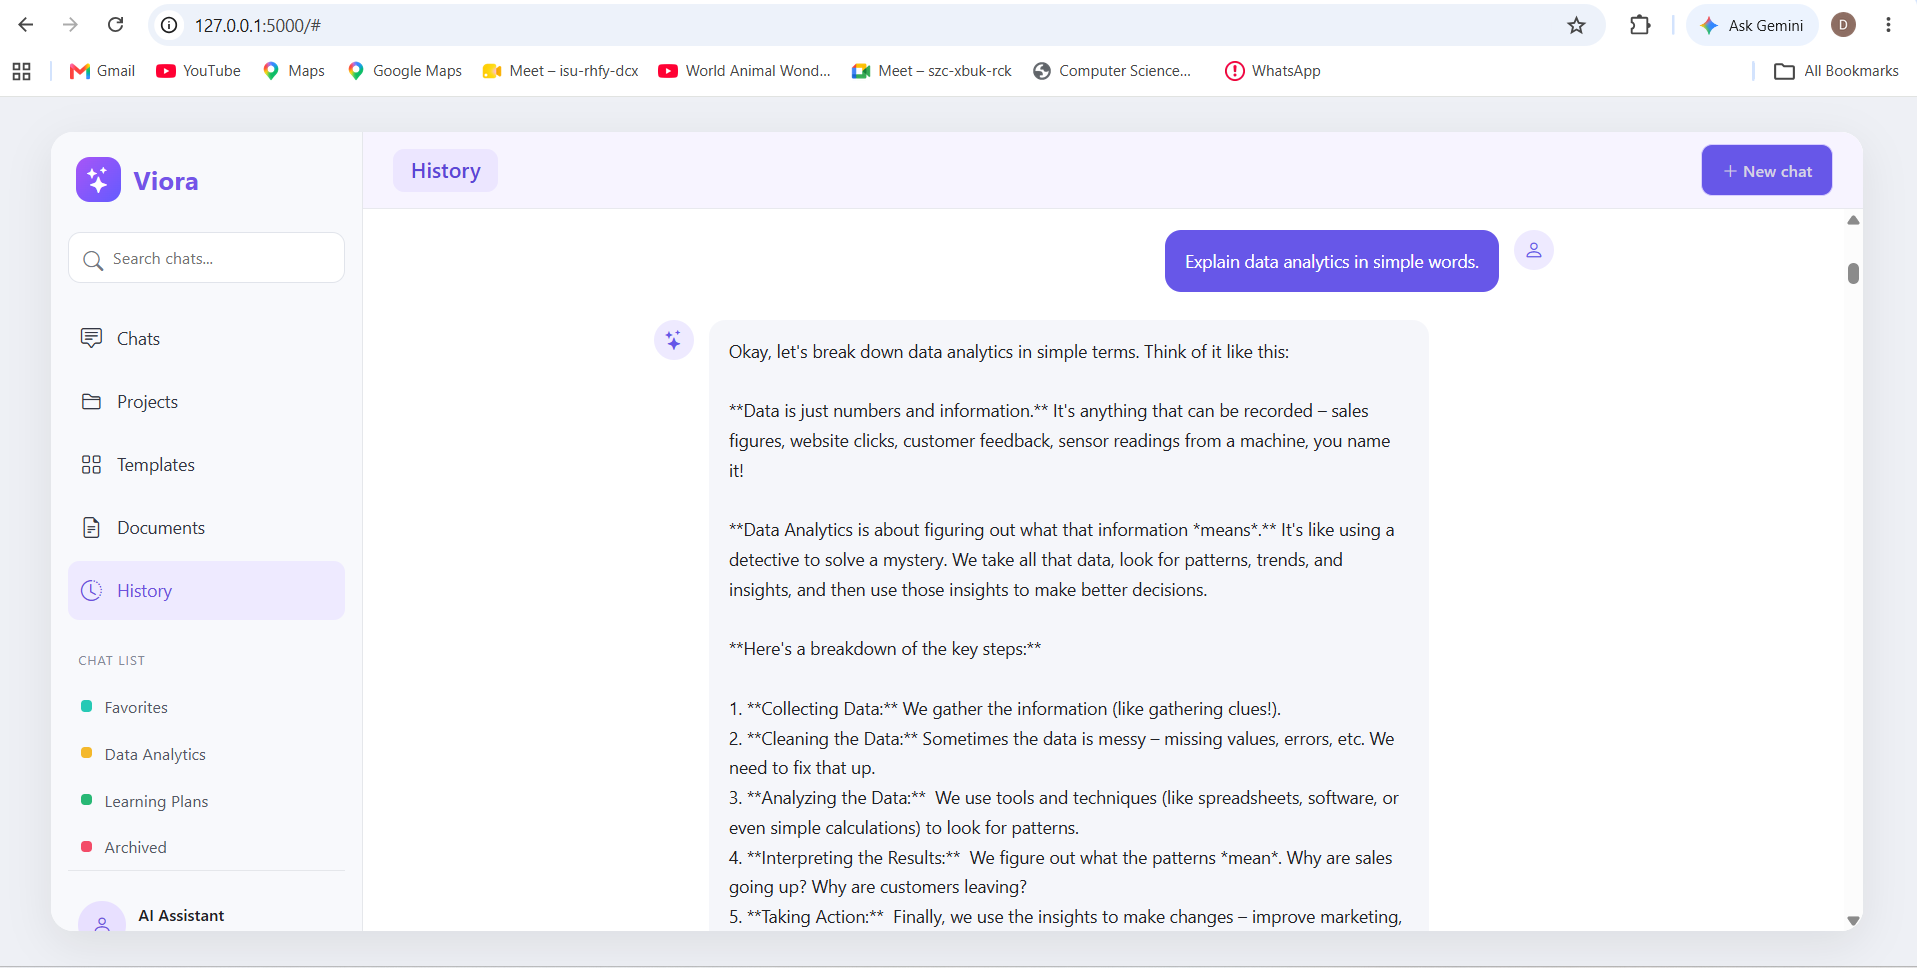 127.0.0.1:5000/#
Ask Gemini
D
Gmail
YouTube
Maps
Google Maps
Meet – isu-rhfy-dcx
World Animal Wond...
Meet – szc-xbuk-rck
Computer Science...
WhatsApp
All Bookmarks
Viora
Search chats...
Chats
Projects
Templates
Documents
History
CHAT LIST
Favorites
Data Analytics
Learning Plans
Archived
AI Assistant
History
+ New chat
Explain data analytics in simple words.
Okay, let's break down data analytics in simple terms. Think of it like this:
**Data is just numbers and information.** It's anything that can be recorded – sales
figures, website clicks, customer feedback, sensor readings from a machine, you name
it!
**Data Analytics is about figuring out what that information *means*.** It's like using a
detective to solve a mystery. We take all that data, look for patterns, trends, and
insights, and then use those insights to make better decisions.
**Here's a breakdown of the key steps:**
1. **Collecting Data:** We gather the information (like gathering clues!).
2. **Cleaning the Data:** Sometimes the data is messy – missing values, errors, etc. We
need to fix that up.
3. **Analyzing the Data:**  We use tools and techniques (like spreadsheets, software, or
even simple calculations) to look for patterns.
4. **Interpreting the Results:**  We figure out what the patterns *mean*. Why are sales
going up? Why are customers leaving?
5. **Taking Action:**  Finally, we use the insights to make changes – improve marketing,